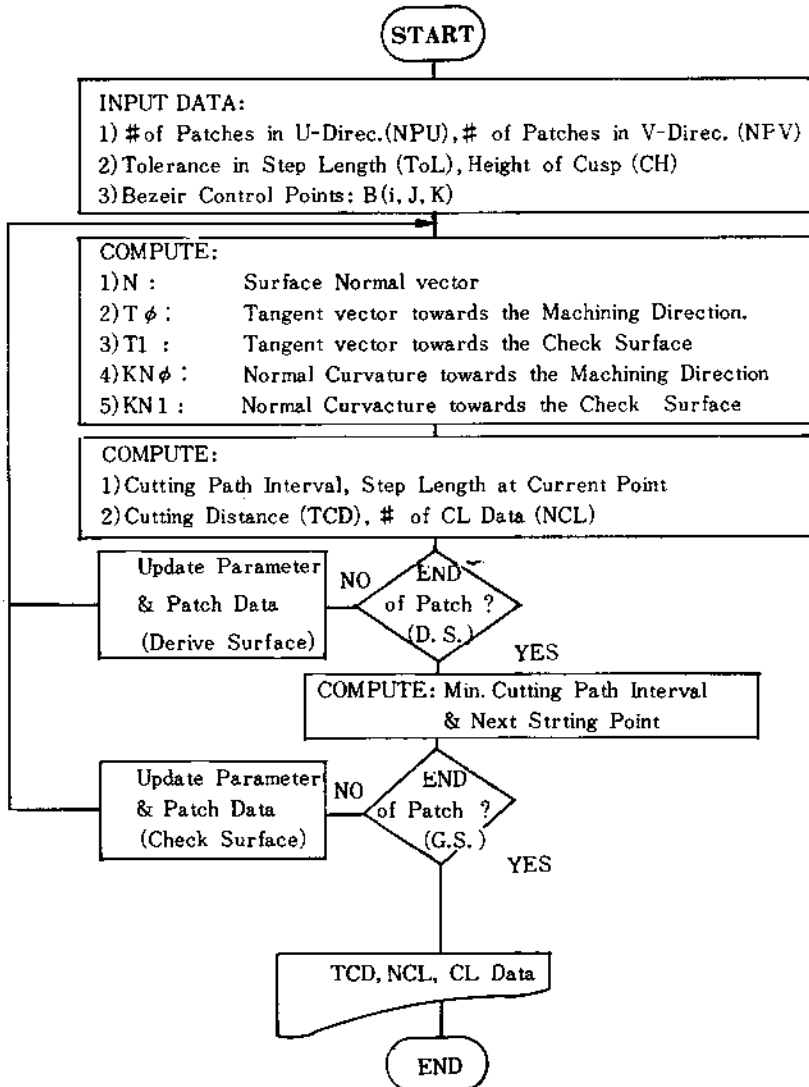 START
INPUT DATA:
1) # of Patches in U-Direc.(NPU), # of Patches in V-Direc. (NPV)
2) Tolerance in Step Length (ToL), Height of Cusp (CH)
3) Bezeir Control Points: B(i, J, K)
COMPUTE:
1) N : Surface Normal vector
2) T ϕ : Tangent vector towards the Machining Direction.
3) T1 : Tangent vector towards the Check Surface
4) KN ϕ : Normal Curvature towards the Machining Direction
5) KN1 : Normal Curvacture towards the Check Surface
COMPUTE:
1) Cutting Path Interval, Step Length at Current Point
2) Cutting Distance (TCD), # of CL Data (NCL)
Update Parameter
& Patch Data
(Derive Surface)
NO
END
of Patch ?
(D. S.)
YES
COMPUTE: Min. Cutting Path Interval
& Next Strting Point
Update Parameter
& Patch Data
(Check Surface)
NO
END
of Patch ?
(G.S.)
YES
TCD, NCL, CL Data
END